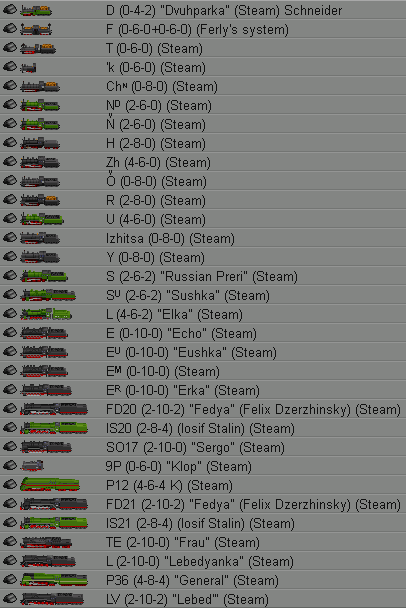 D (0-4-2) "Dvuhparka" (Steam) Schneider
F (0-6-0+0-6-0) (Ferly's system)
T (0-6-0) (Steam)
'k (0-6-0) (Steam)
Chᴺ (0-8-0) (Steam)
Nᴰ (2-6-0) (Steam)
N̆ (2-6-0) (Steam)
H (2-8-0) (Steam)
Zh (4-6-0) (Steam)
Ŏ (0-8-0) (Steam)
R (2-8-0) (Steam)
U (4-6-0) (Steam)
Izhitsa (0-8-0) (Steam)
Y (0-8-0) (Steam)
S (2-6-2) "Russian Preri" (Steam)
Sᵁ (2-6-2) "Sushka" (Steam)
L (4-6-2) "Elka" (Steam)
E (0-10-0) "Echo" (Steam)
Eᵁ (0-10-0) "Eushka" (Steam)
Eᴹ (0-10-0) (Steam)
Eᴿ (0-10-0) "Erka" (Steam)
FD20 (2-10-2) "Fedya" (Felix Dzerzhinsky) (Steam)
IS20 (2-8-4) (Iosif Stalin) (Steam)
SO17 (2-10-0) "Sergo" (Steam)
9P (0-6-0) "Klop" (Steam)
P12 (4-6-4 K) (Steam)
FD21 (2-10-2) "Fedya" (Felix Dzerzhinsky) (Steam)
IS21 (2-8-4) (Iosif Stalin) (Steam)
TE (2-10-0) "Frau" (Steam)
L (2-10-0) "Lebedyanka" (Steam)
P36 (4-8-4) "General" (Steam)
LV (2-10-2) "Lebed'" (Steam)